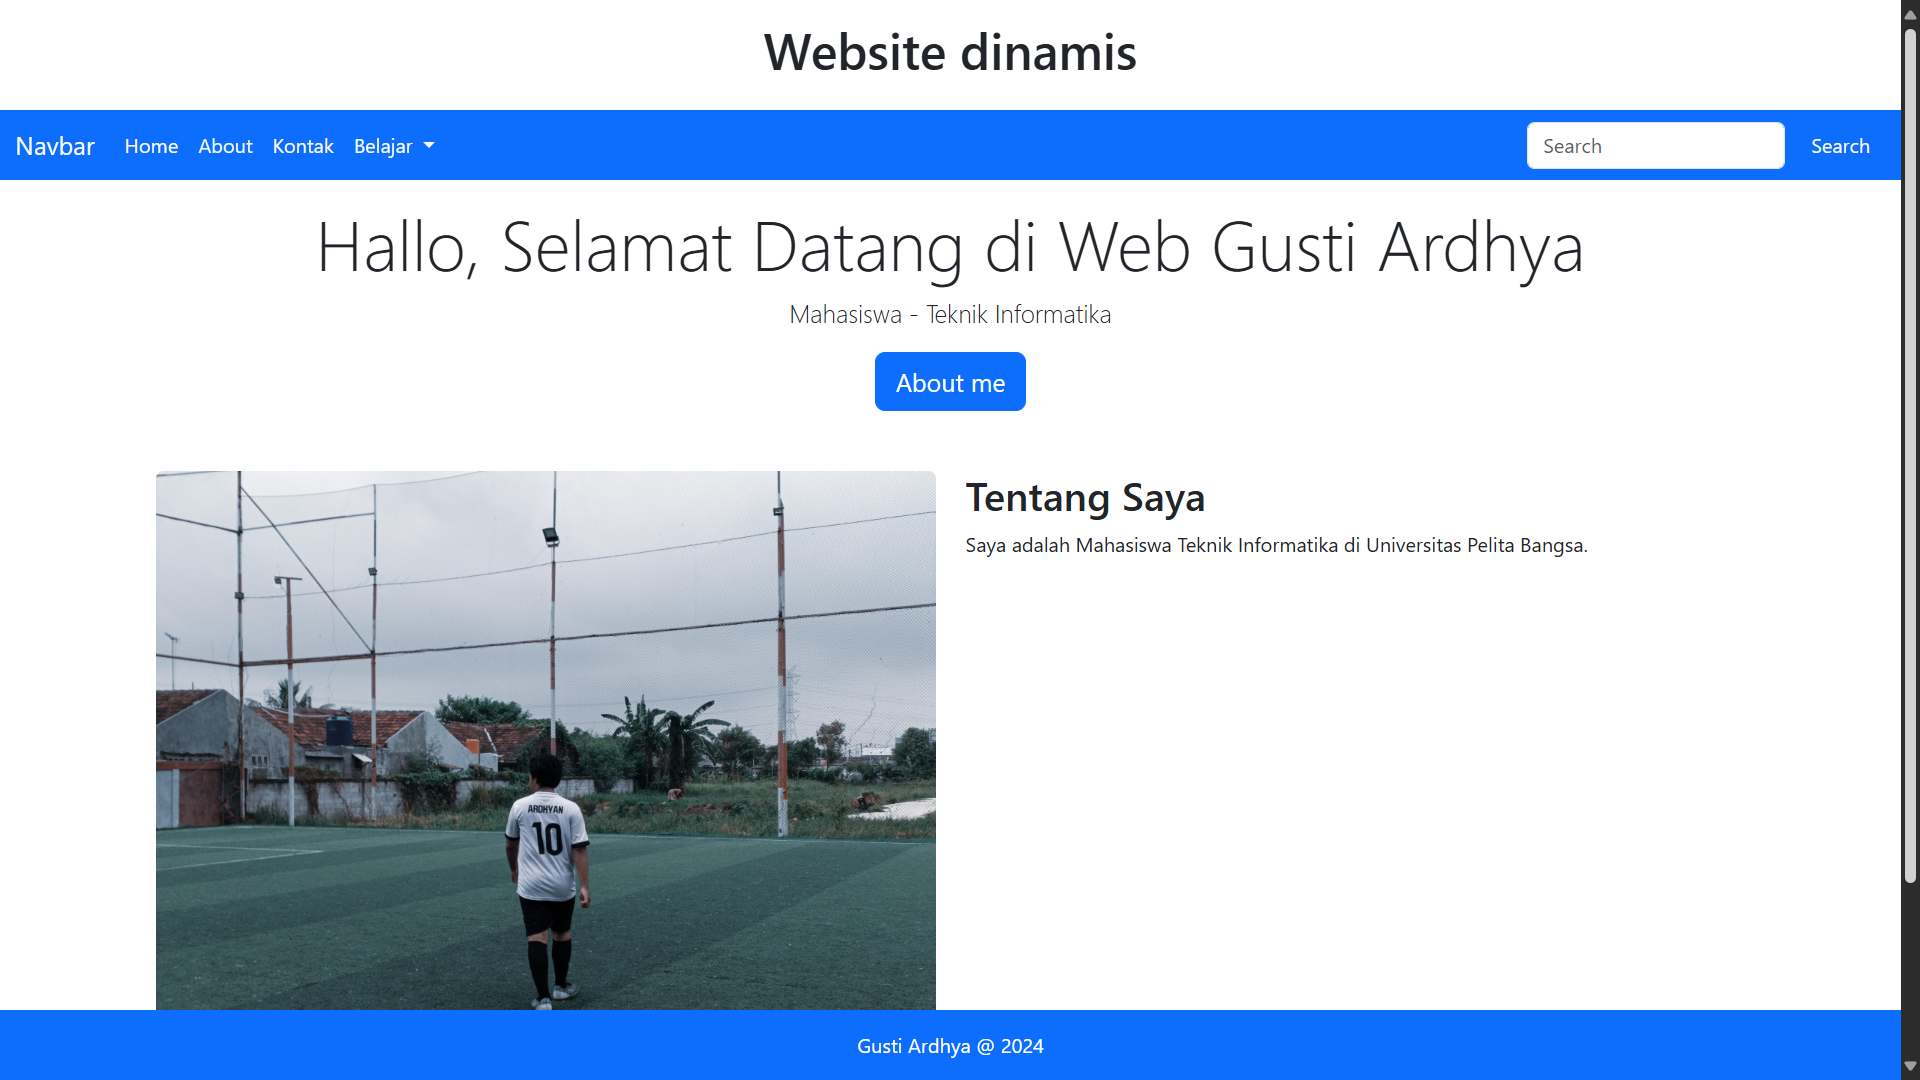 Website dinamis
Navbar Home About Kontak Belajar Search Search
Hallo, Selamat Datang di Web Gusti Ardhya
Mahasiswa - Teknik Informatika
About me
Tentang Saya
Saya adalah Mahasiswa Teknik Informatika di Universitas Pelita Bangsa.
ARDHYAN
10
Gusti Ardhya @ 2024